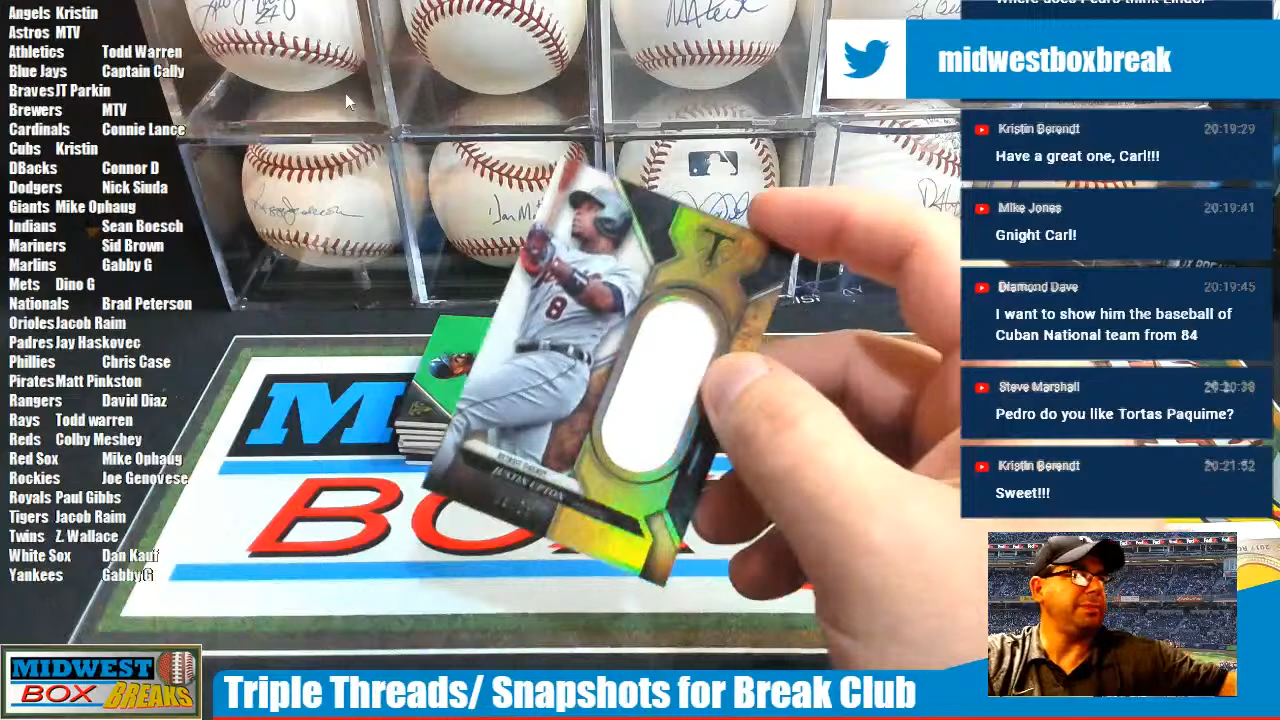 Angels Kristin
Astros MTV
Athletics Todd Warren
Blue Jays Captain Cally
Braves JT Parkin
Brewers MTV
Cardinals Connie Lance
Cubs Kristin
DBacks Connor D
Dodgers Nick Siuda
Giants Mike Ophaug
Indians Sean Boesch
Mariners Sid Brown
Marlins Gabby G
Mets Dino G
Nationals Brad Peterson
Orioles Jacob Raim
Padres Jay Haskovec
Phillies Chris Case
Pirates Matt Pinkston
Rangers David Diaz
Rays Todd warren
Reds Colby Meshey
Red Sox Mike Ophaug
Rockies Joe Genovese
Royals Paul Gibbs
Tigers Jacob Raim
Twins Z. Wallace
White Sox Dan Kauf
Yankees Gabby G
MIDWEST
BOX BREAKS
8
T
JUSTIN UPTON
M
BOX
midwestboxbreak
Kristin Berendt 20:19:29
Have a great one, Carl!!!
Mike Jones 20:19:41
Gnight Carl!
Diamond Dave 20:19:45
I want to show him the baseball of
Cuban National team from 84
Steve Marshall 20:20:38
Pedro do you like Tortas Paquime?
Kristin Berendt 20:21:52
Sweet!!!
Triple Threads/ Snapshots for Break Club